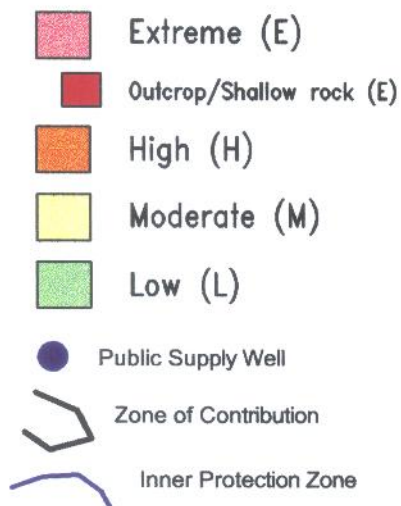 Extreme (E)
Outcrop/Shallow rock (E)
High (H)
Moderate (M)
Low (L)
Public Supply Well
Zone of Contribution
Inner Protection Zone